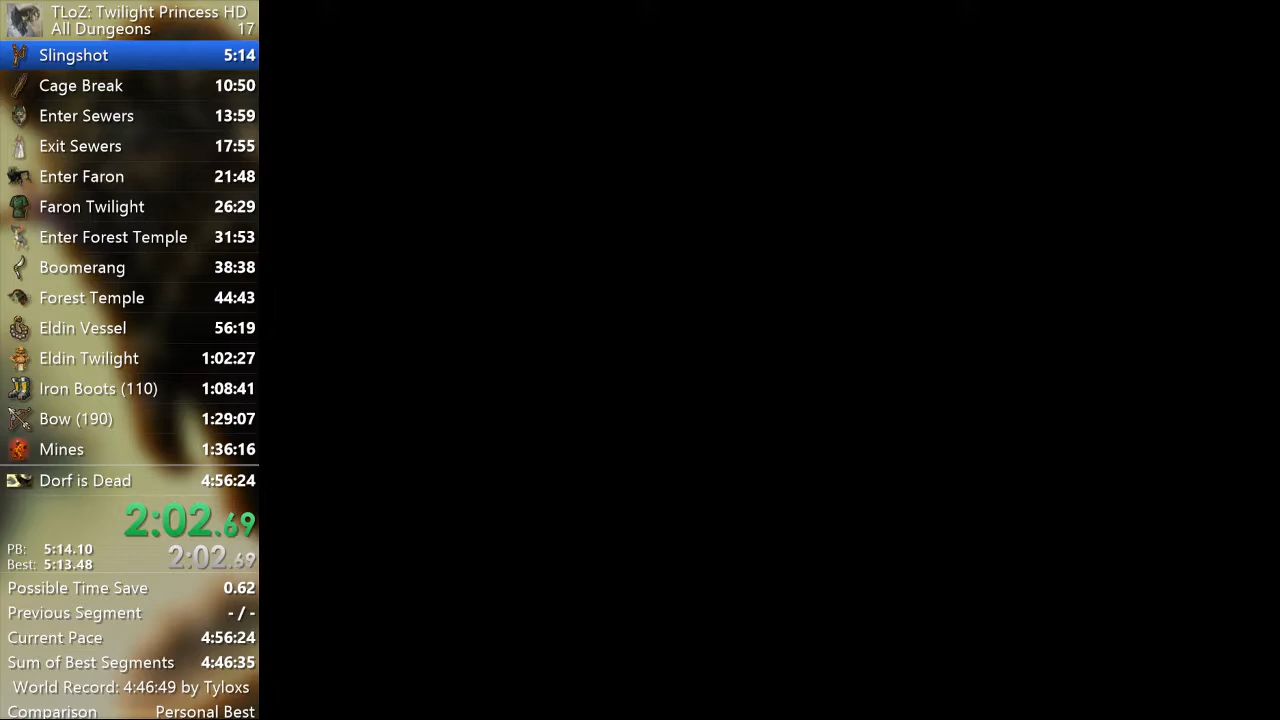 TLoZ: Twilight Princess HD
All Dungeons 17
Slingshot 5:14
Cage Break 10:50
Enter Sewers 13:59
Exit Sewers 17:55
Enter Faron 21:48
Faron Twilight 26:29
Enter Forest Temple 31:53
Boomerang 38:38
Forest Temple 44:43
Eldin Vessel 56:19
Eldin Twilight 1:02:27
Iron Boots (110) 1:08:41
Bow (190) 1:29:07
Mines 1:36:16
Dorf is Dead 4:56:24
2:02.69
PB: 5:14.10
Best: 5:13.48 2:02.69
Possible Time Save 0.62
Previous Segment - / -
Current Pace 4:56:24
Sum of Best Segments 4:46:35
World Record: 4:46:49 by Tyloxs
Comparison Personal Best